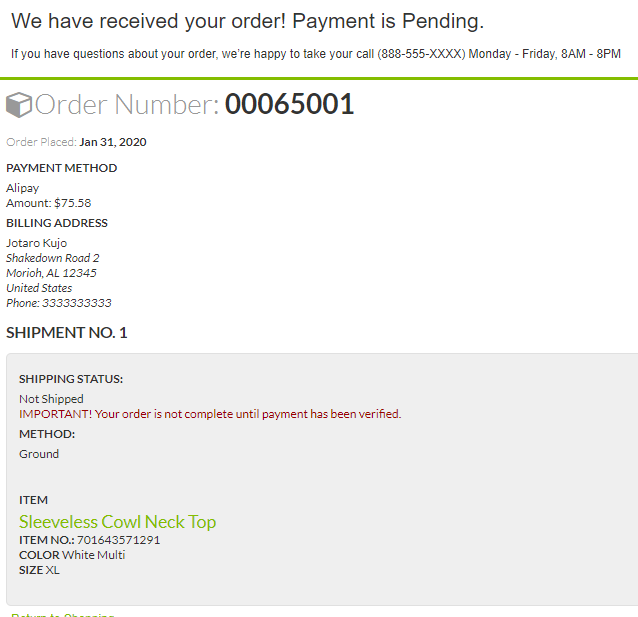 We have received your order! Payment is Pending.
If you have questions about your order, we're happy to take your call (888-555-XXXX) Monday - Friday, 8AM - 8PM
Order Number: 00065001
Order Placed: Jan 31, 2020
PAYMENT METHOD
Alipay
Amount: $75.58
BILLING ADDRESS
Jotaro Kujo
Shakedown Road 2
Morioh, AL 12345
United States
Phone: 3333333333
SHIPMENT NO. 1
SHIPPING STATUS:
Not Shipped
IMPORTANT! Your order is not complete until payment has been verified.
METHOD:
Ground
ITEM
Sleeveless Cowl Neck Top
ITEM NO.: 701643571291
COLOR White Multi
SIZE XL
Return to Shopping